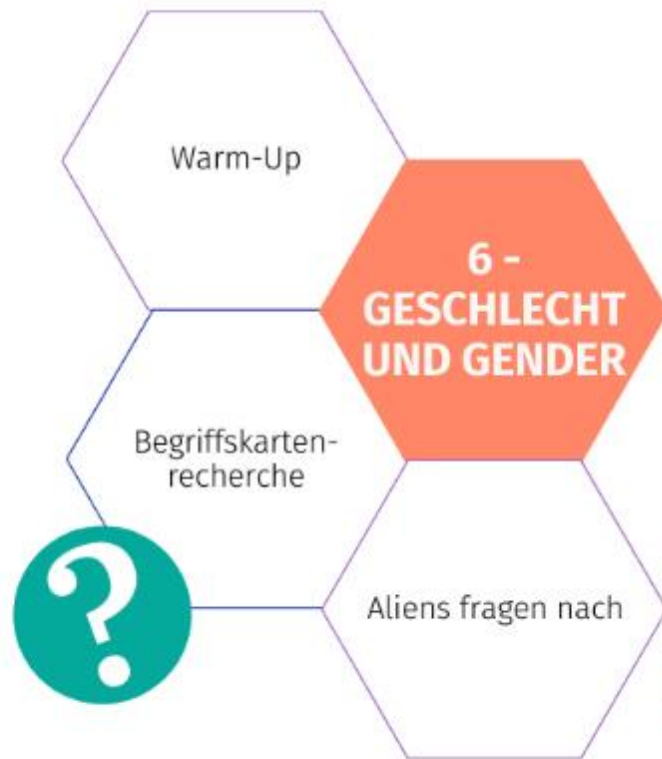 Warm-Up
6 -
GESCHLECHT
UND GENDER
Begriffskarten-
recherche
?
Aliens fragen nach